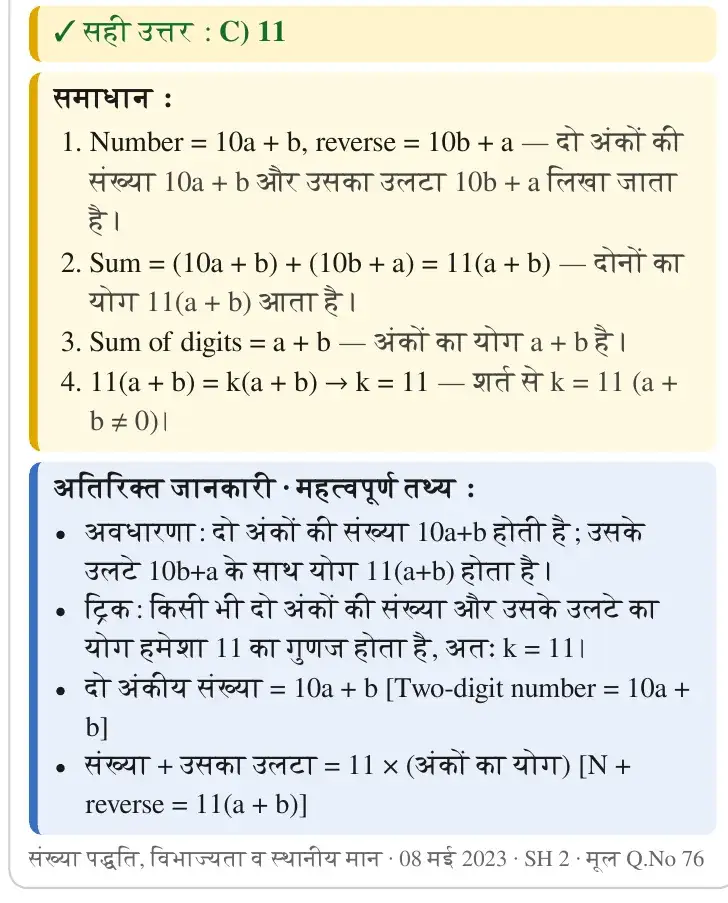 ✓ सही उत्तर : C) 11
समाधान :
1. Number = 10a + b, reverse = 10b + a — दो अंकों की
संख्या 10a + b और उसका उलटा 10b + a लिखा जाता
है।
2. Sum = (10a + b) + (10b + a) = 11(a + b) — दोनों का
योग 11(a + b) आता है।
3. Sum of digits = a + b — अंकों का योग a + b है।
4. 11(a + b) = k(a + b) → k = 11 — शर्त से k = 11 (a +
b ≠ 0)।
अतिरिक्त जानकारी · महत्वपूर्ण तथ्य :
• अवधारणा : दो अंकों की संख्या 10a+b होती है ; उसके
उलटे 10b+a के साथ योग 11(a+b) होता है।
• ट्रिक : किसी भी दो अंकों की संख्या और उसके उलटे का
योग हमेशा 11 का गुणज होता है, अतः k = 11।
• दो अंकीय संख्या = 10a + b [Two-digit number = 10a +
b]
• संख्या + उसका उलटा = 11 × (अंकों का योग) [N +
reverse = 11(a + b)]
संख्या पद्धति, विभाज्यता व स्थानीय मान · 08 मई 2023 · SH 2 · मूल Q.No 76